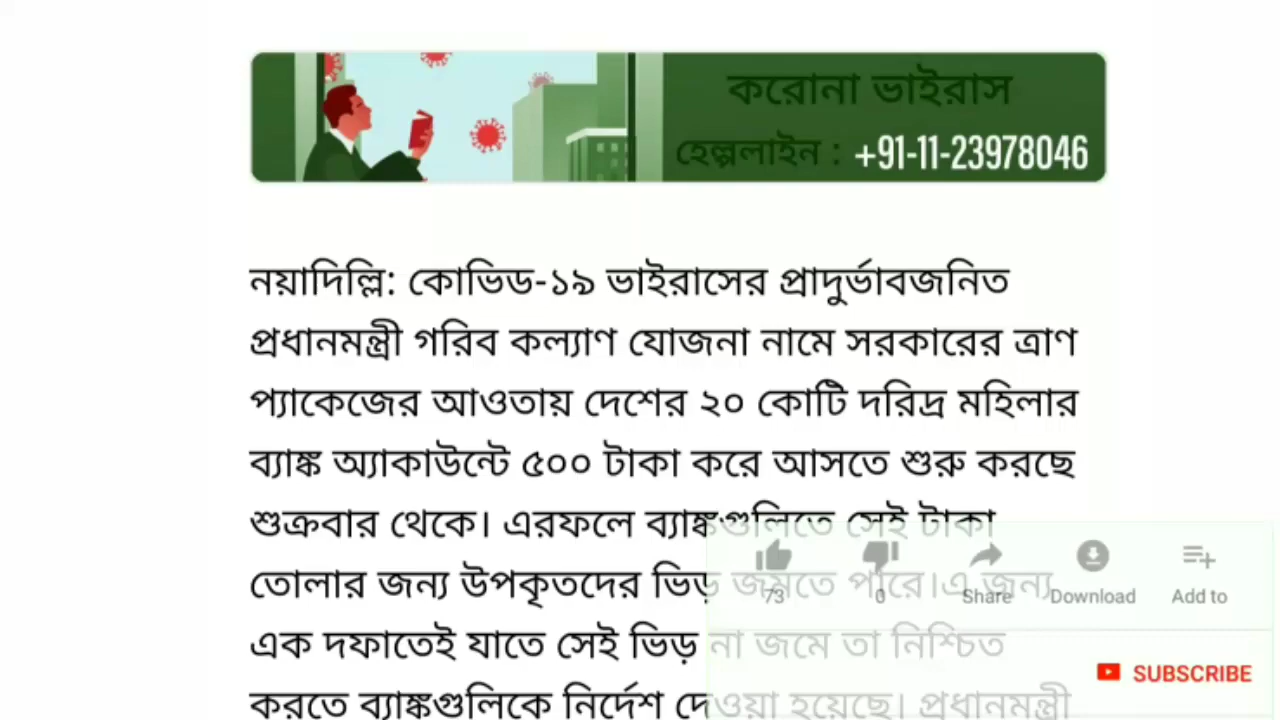 করোনা ভাইরাস
হেল্পলাইন : +91-11-23978046
নয়াদিল্লি: কোভিড-১৯ ভাইরাসের প্রাদুর্ভাবজনিত
প্রধানমন্ত্রী গরিব কল্যাণ যোজনা নামে সরকারের ত্রাণ
প্যাকেজের আওতায় দেশের ২০ কোটি দরিদ্র মহিলার
ব্যাঙ্ক অ্যাকাউন্টে ৫০০ টাকা করে আসতে শুরু করছে
শুক্রবার থেকে। এরফলে ব্যাঙ্কগুলিতে সেই টাকা
তোলার জন্য উপকৃতদের ভিড় জমতে পারে।এ জন্য
73 0 Share Download Add to
এক দফাতেই যাতে সেই ভিড় না জমে তা নিশ্চিত
SUBSCRIBE
করতে ব্যাঙ্কগুলিকে নির্দেশ দেওয়া হয়েছে। প্রধানমন্ত্রী